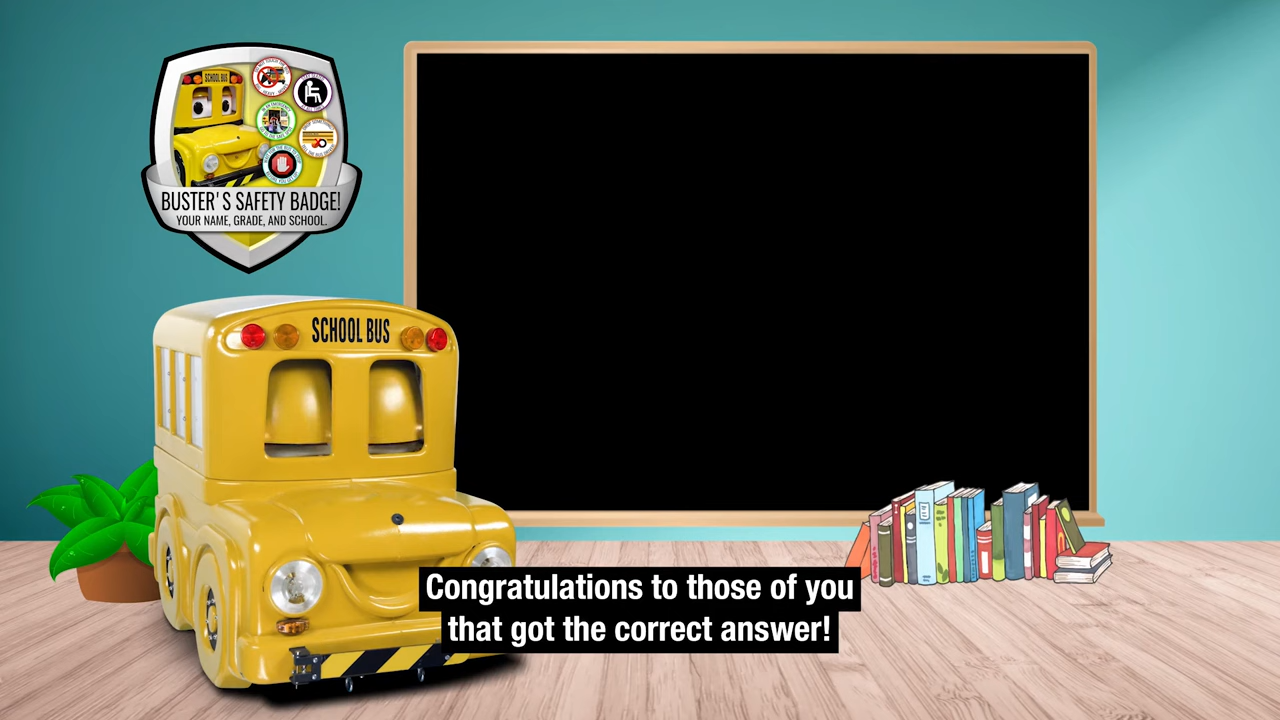 SCHOOL BUS
BUSTER'S SAFETY BADGE!
YOUR NAME, GRADE, AND SCHOOL.
SCHOOL BUS
Congratulations to those of you
that got the correct answer!